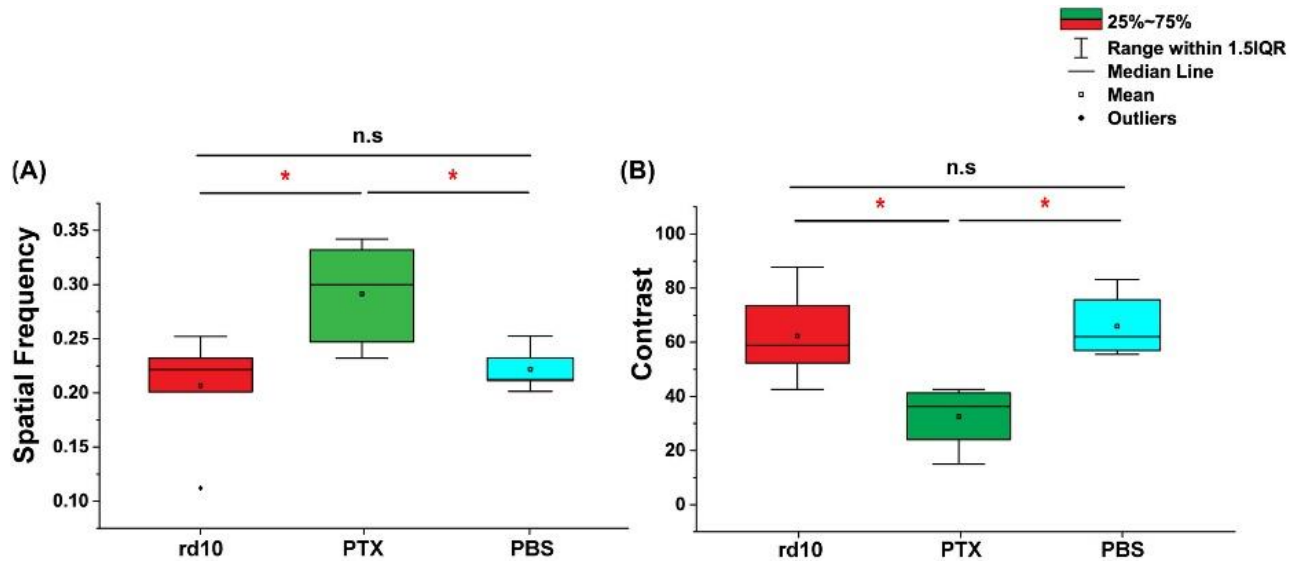 25%~75%
Range within 1.5IQR
Median Line
Mean
Outliers
(A)
n.s
*
*
Spatial Frequency
0.35
0.30
0.25
0.20
0.15
0.10
rd10
PTX
PBS
(B)
n.s
*
*
Contrast
100
80
60
40
20
0
rd10
PTX
PBS